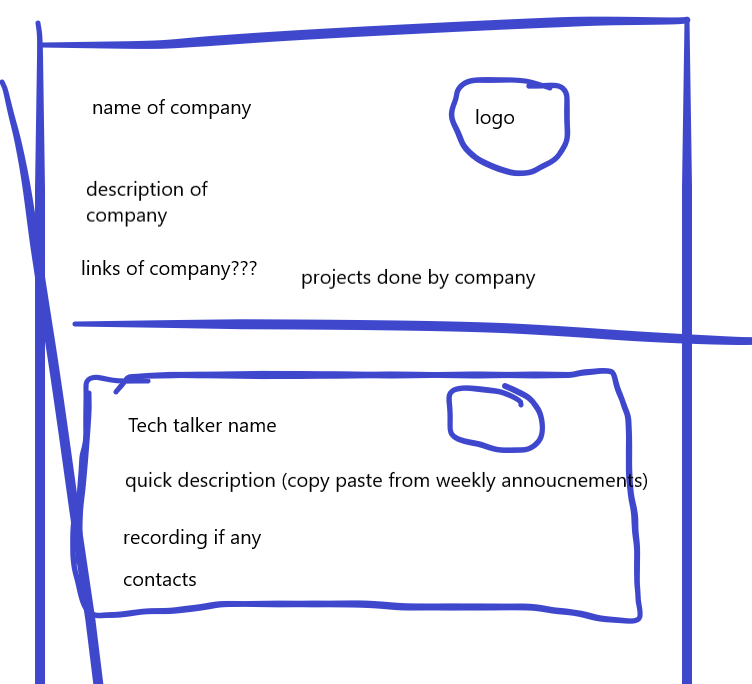 name of company
logo
description of
company
links of company???
projects done by company
Tech talker name
quick description (copy paste from weekly annoucnements)
recording if any
contacts